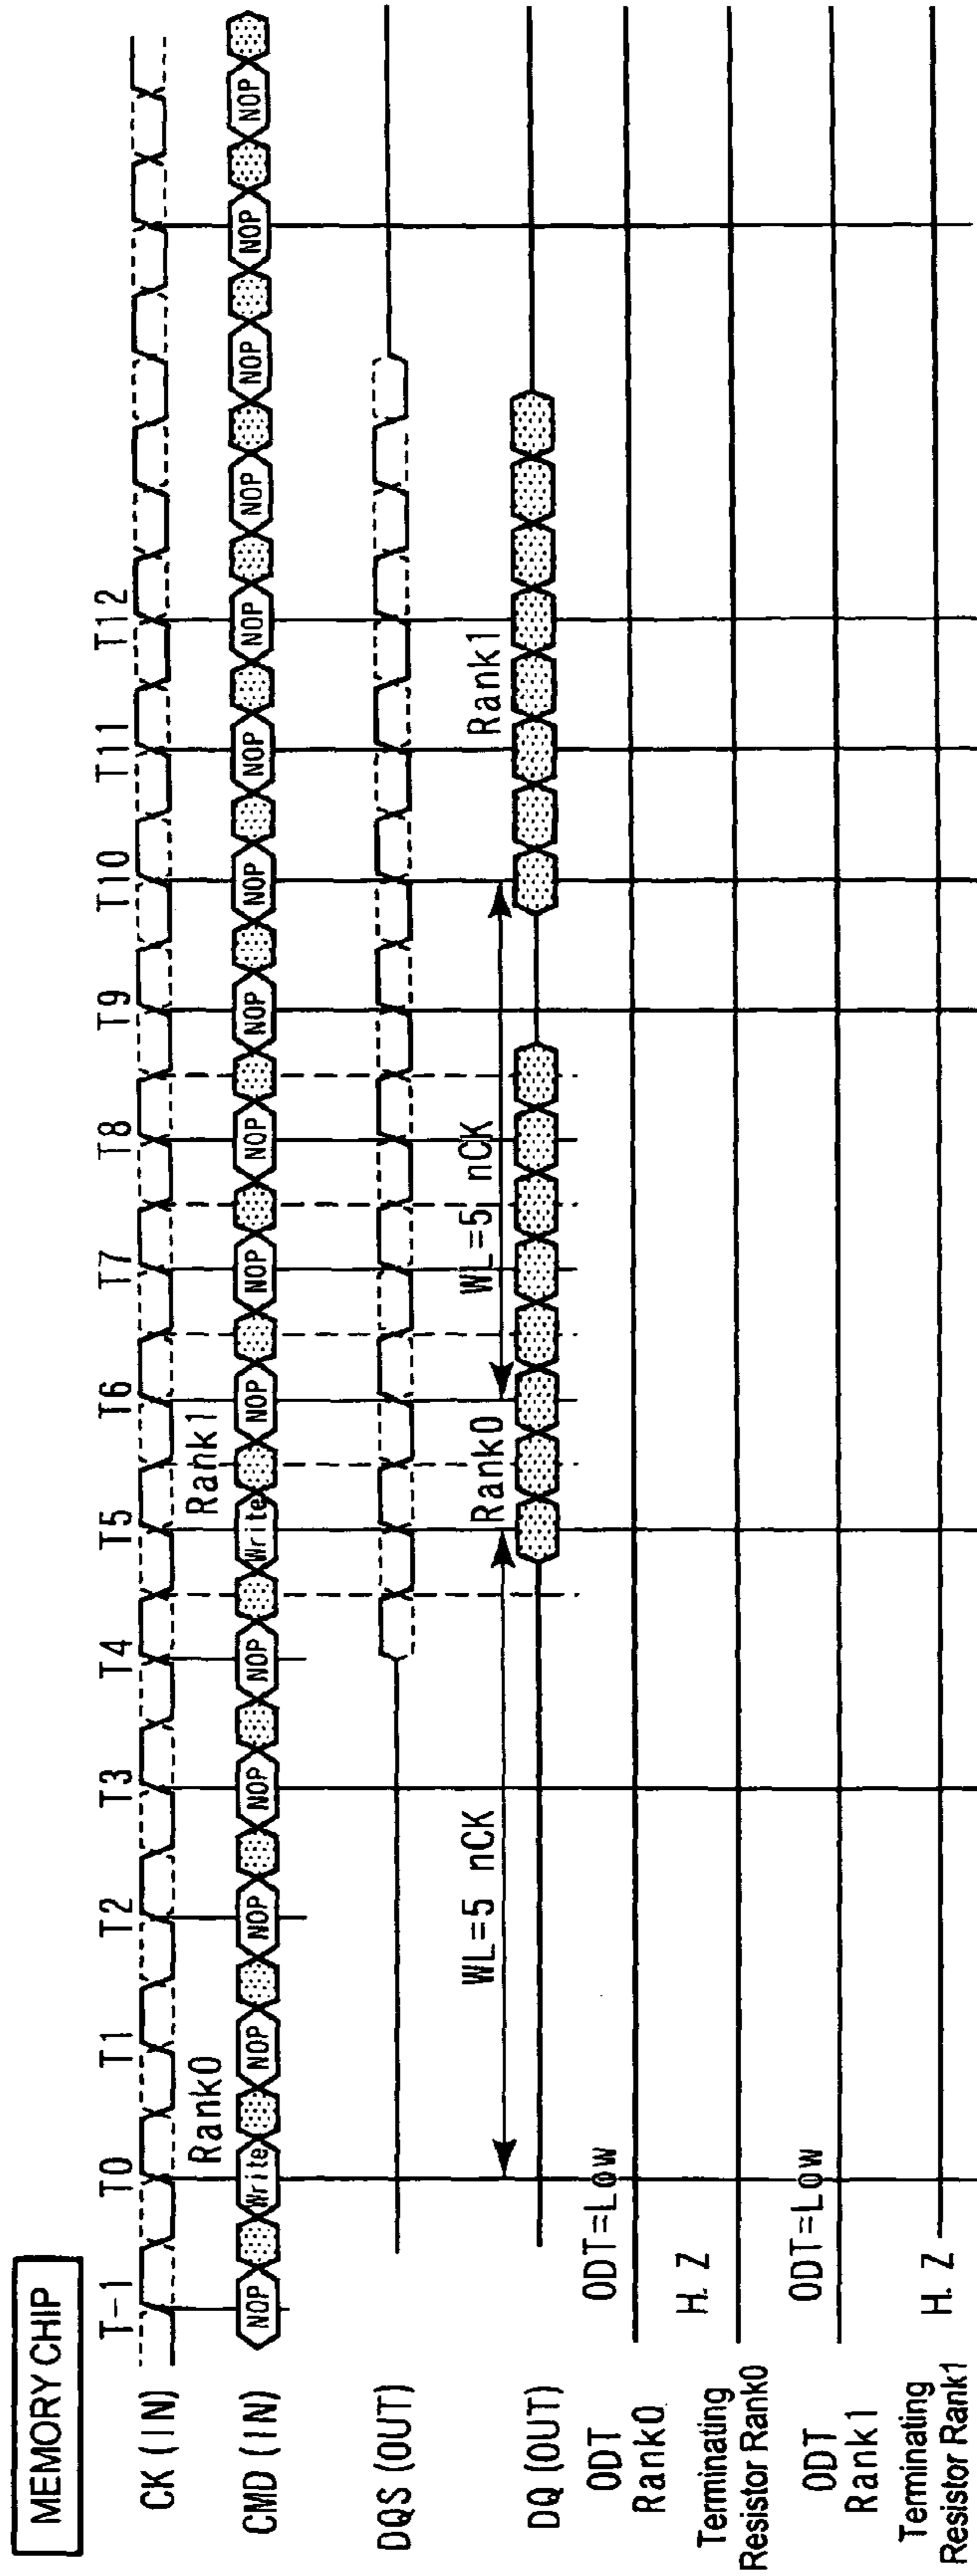 MEMORY CHIP
T-1 T0 T1 T2 T3 T4 T5 T6 T7 T8 T9 T10 T11 T12
CK (IN)
Rank0 Rank1
CMD (IN) NOP Write NOP NOP NOP NOP Write NOP NOP NOP NOP NOP NOP NOP NOP NOP NOP NOP
DQS (OUT)
WL=5 nCK Rank0 WL=5 nCK Rank1
DQ (OUT)
ODT ODT=Low
Rank0
Terminating H. Z
Resistor Rank0
ODT ODT=Low
Rank1
Terminating H. Z
Resistor Rank1